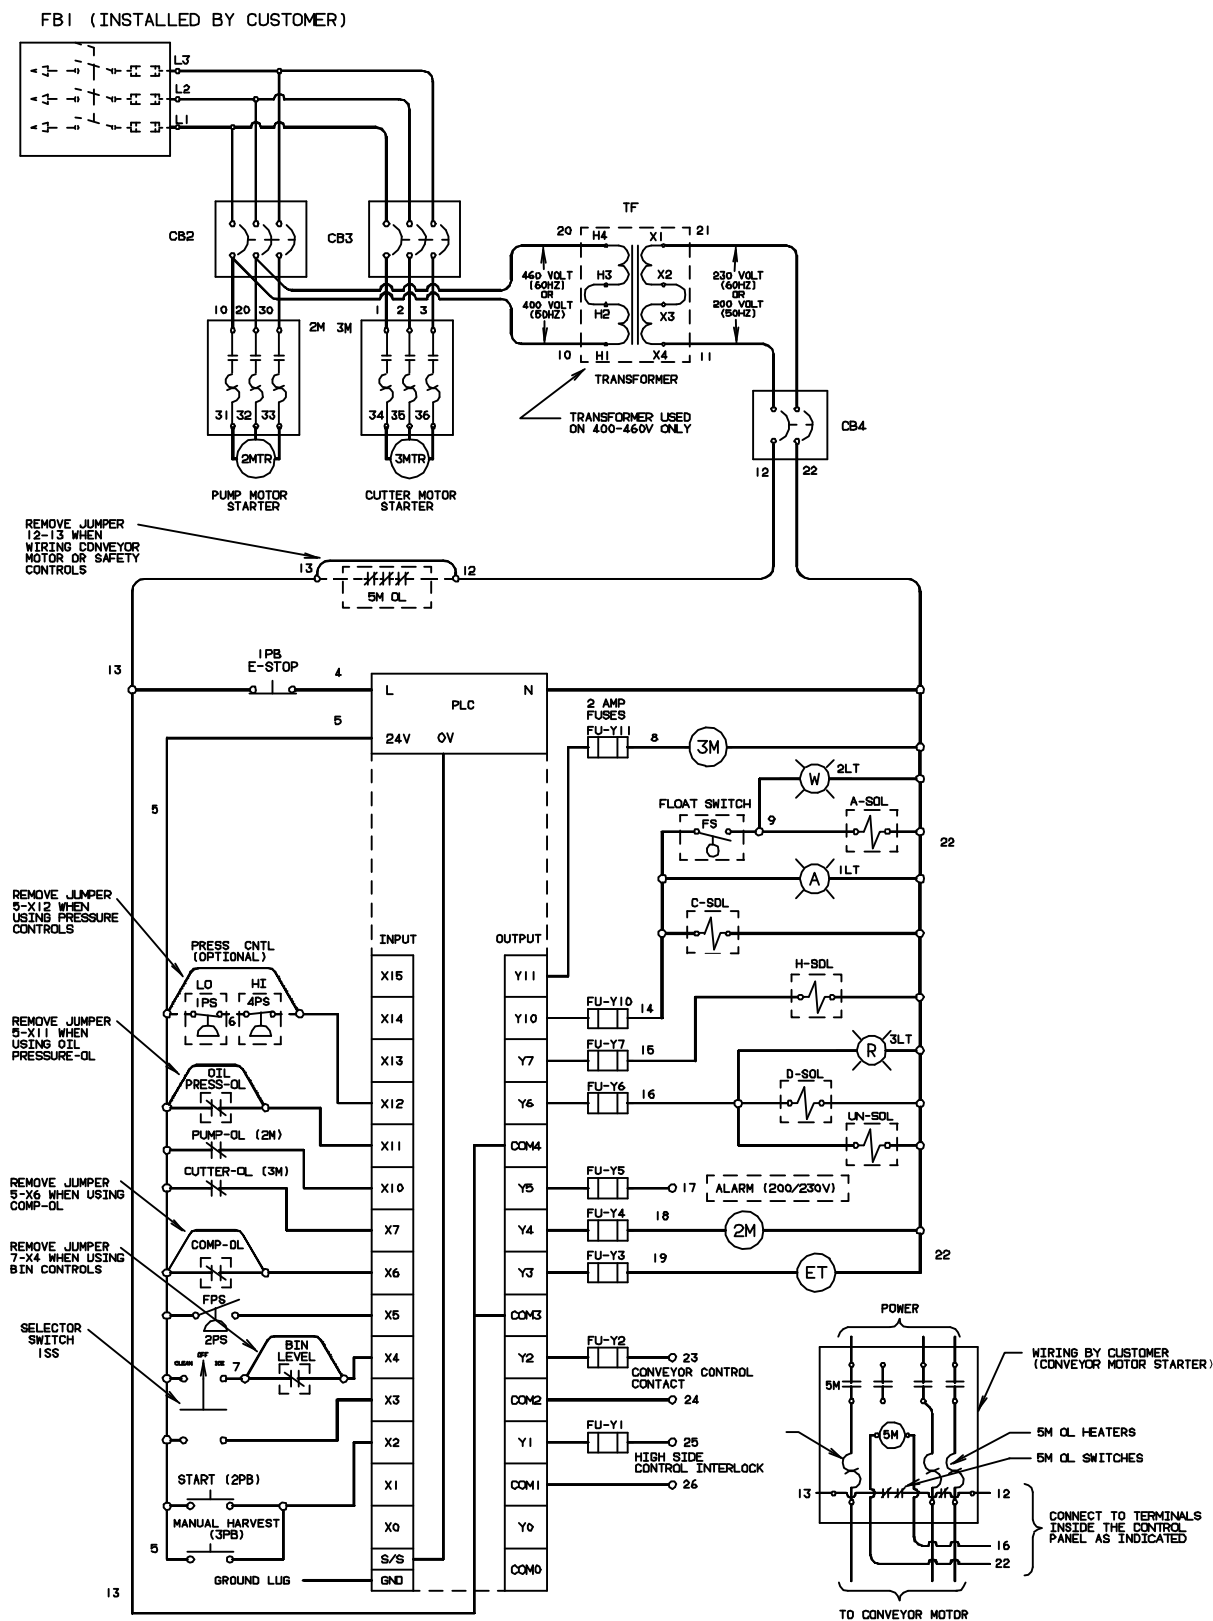 FB1 (INSTALLED BY CUSTOMER)
L3
L2
L1
CB2
CB3
TF
20
H4
X1
21
460 VOLT
(60HZ)
OR
400 VOLT
(50HZ)
H3
X2
H2
X3
230 VOLT
(60HZ)
OR
200 VOLT
(50HZ)
10
H1
X4
11
TRANSFORMER
TRANSFORMER USED
ON 400-460V ONLY
10 20 30
2M
3M
1 2 3
31 32 33
34 35 36
2MTR
3MTR
PUMP MOTOR
STARTER
CUTTER MOTOR
STARTER
CB4
12
22
REMOVE JUMPER
12-13 WHEN
WIRING CONVEYOR
MOTOR OR SAFETY
CONTROLS
13
12
5M OL
13
1PB
E-STOP
4
L
N
PLC
5
24V
0V
2 AMP
FUSES
FU-Y11
8
3M
W
2LT
5
FLOAT SWITCH
FS
9
A-SOL
22
A
1LT
C-SOL
REMOVE JUMPER
5-X12 WHEN
USING PRESSURE
CONTROLS
INPUT
OUTPUT
PRESS CNTL
(OPTIONAL)
LO
HI
1PS
4PS
6
H-SOL
REMOVE JUMPER
5-X11 WHEN
USING OIL
PRESSURE-OL
X15
Y11
X14
Y10
FU-Y10
14
X13
Y7
FU-Y7
15
R
3LT
OIL
PRESS-OL
X12
Y6
FU-Y6
16
D-SOL
UN-SOL
PUMP-OL (2M)
X11
COM4
CUTTER-OL (3M)
X10
Y5
FU-Y5
17
ALARM (200/230V)
REMOVE JUMPER
5-X6 WHEN USING
COMP-OL
X7
Y4
FU-Y4
18
2M
REMOVE JUMPER
7-X4 WHEN USING
BIN CONTROLS
COMP-OL
X6
Y3
FU-Y3
19
ET
22
FPS
2PS
X5
COM3
SELECTOR
SWITCH
1SS
CLEAN
OFF
ICE
7
BIN
LEVEL
X4
Y2
FU-Y2
23
CONVEYOR CONTROL
CONTACT
X3
COM2
24
X2
Y1
FU-Y1
25
HIGH SIDE
CONTROL INTERLOCK
START (2PB)
X1
COM1
26
MANUAL HARVEST
(3PB)
X0
Y0
5
S/S
COM0
GROUND LUG
GND
13
POWER
WIRING BY CUSTOMER
(CONVEYOR MOTOR STARTER)
5M
5M
5M OL HEATERS
5M OL SWITCHES
13
12
CONNECT TO TERMINALS
INSIDE THE CONTROL
PANEL AS INDICATED
16
22
TO CONVEYOR MOTOR